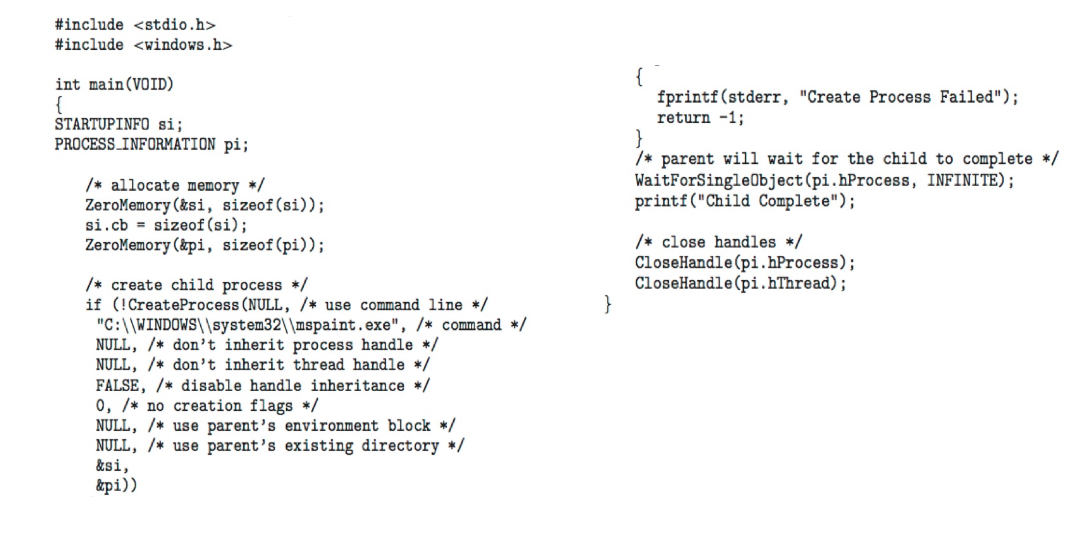 #include <stdio.h>
#include <windows.h>
int main(VOID)
{
STARTUPINFO si;
PROCESS_INFORMATION pi;
/* allocate memory */
ZeroMemory(&si, sizeof(si));
si.cb = sizeof(si);
ZeroMemory(&pi, sizeof(pi));
/* create child process */
if (!CreateProcess(NULL, /* use command line */
"C:\\WINDOWS\\system32\\mspaint.exe", /* command */
NULL, /* don't inherit process handle */
NULL, /* don't inherit thread handle */
FALSE, /* disable handle inheritance */
0, /* no creation flags */
NULL, /* use parent's environment block */
NULL, /* use parent's existing directory */
&si,
&pi))
{
fprintf(stderr, "Create Process Failed");
return -1;
}
/* parent will wait for the child to complete */
WaitForSingleObject(pi.hProcess, INFINITE);
printf("Child Complete");
/* close handles */
CloseHandle(pi.hProcess);
CloseHandle(pi.hThread);
}